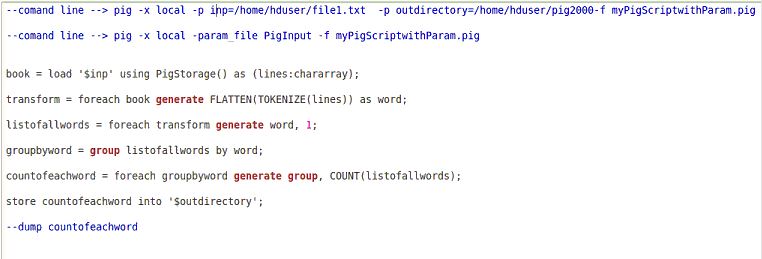 --comand line --> pig -x local -p inp=/home/hduser/file1.txt  -p outdirectory=/home/hduser/pig2000-f myPigScriptwithParam.pig
--comand line --> pig -x local -param_file PigInput -f myPigScriptwithParam.pig
book = load '$inp' using PigStorage() as (lines:chararray);
transform = foreach book generate FLATTEN(TOKENIZE(lines)) as word;
listofallwords = foreach transform generate word, 1;
groupbyword = group listofallwords by word;
countofeachword = foreach groupbyword generate group, COUNT(listofallwords);
store countofeachword into '$outdirectory';
--dump countofeachword